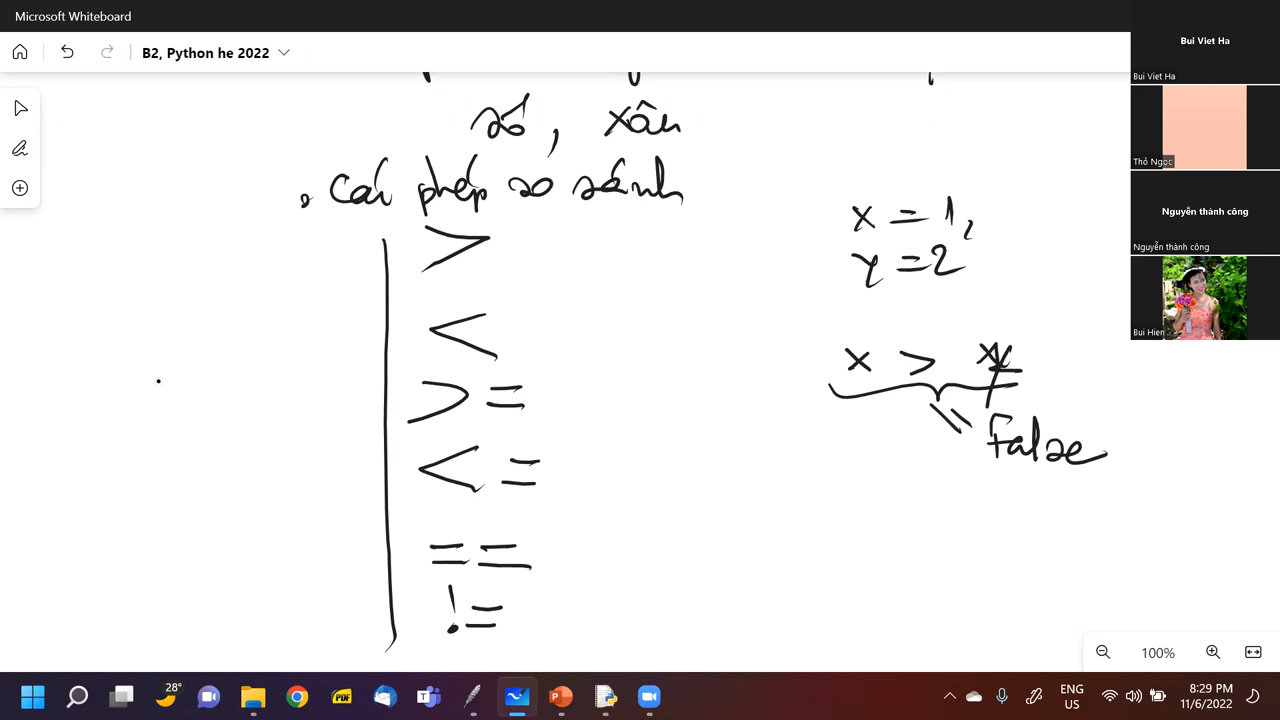 Microsoft Whiteboard
B2, Python he 2022
số, xâu
. Các phép so sánh
>
<
>=
<=
==
!=
x = 1,
y = 2
x > y
False
Bui Viet Ha
Bui Viet Ha
Thỏ Ngọc
Nguyễn thành công
Nguyễn thành công
Bui Hien
100%
28°
PDF
ENG
US
8:29 PM
11/6/2022